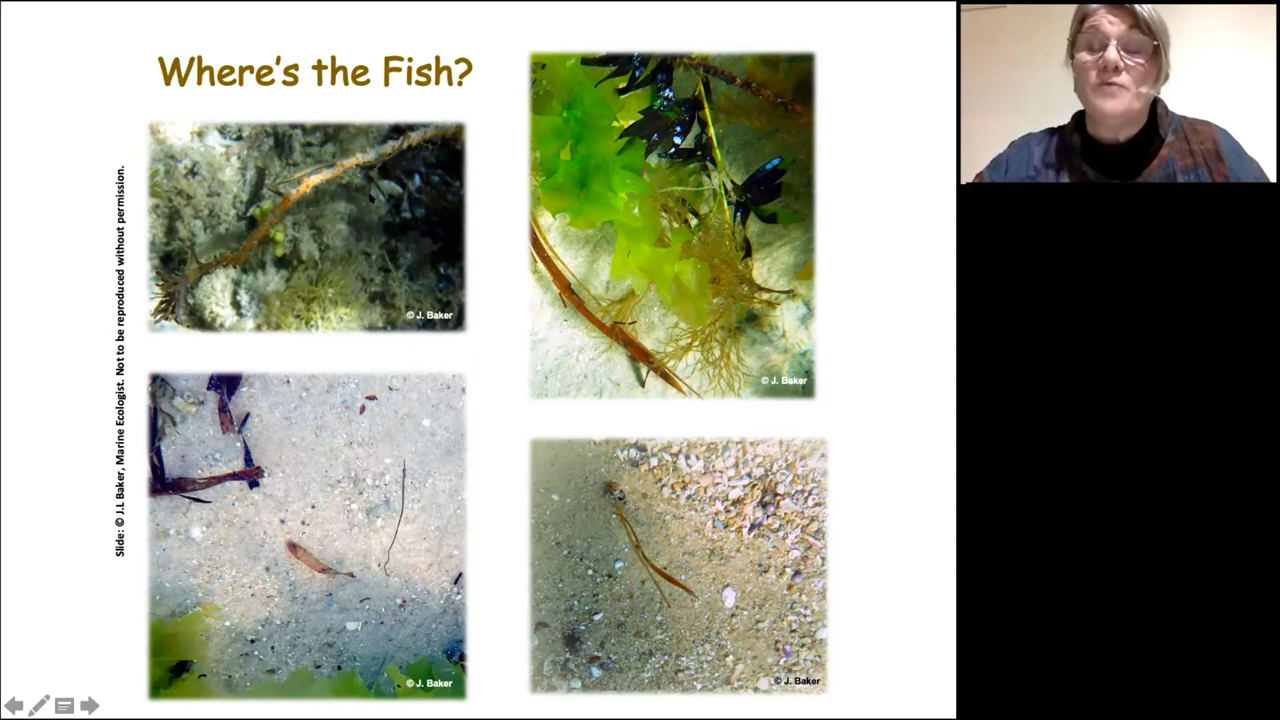 Where's the Fish?
Slide: © J.L Baker, Marine Ecologist. Not to be reproduced without permission.
© J. Baker
© J. Baker
© J. Baker
© J. Baker